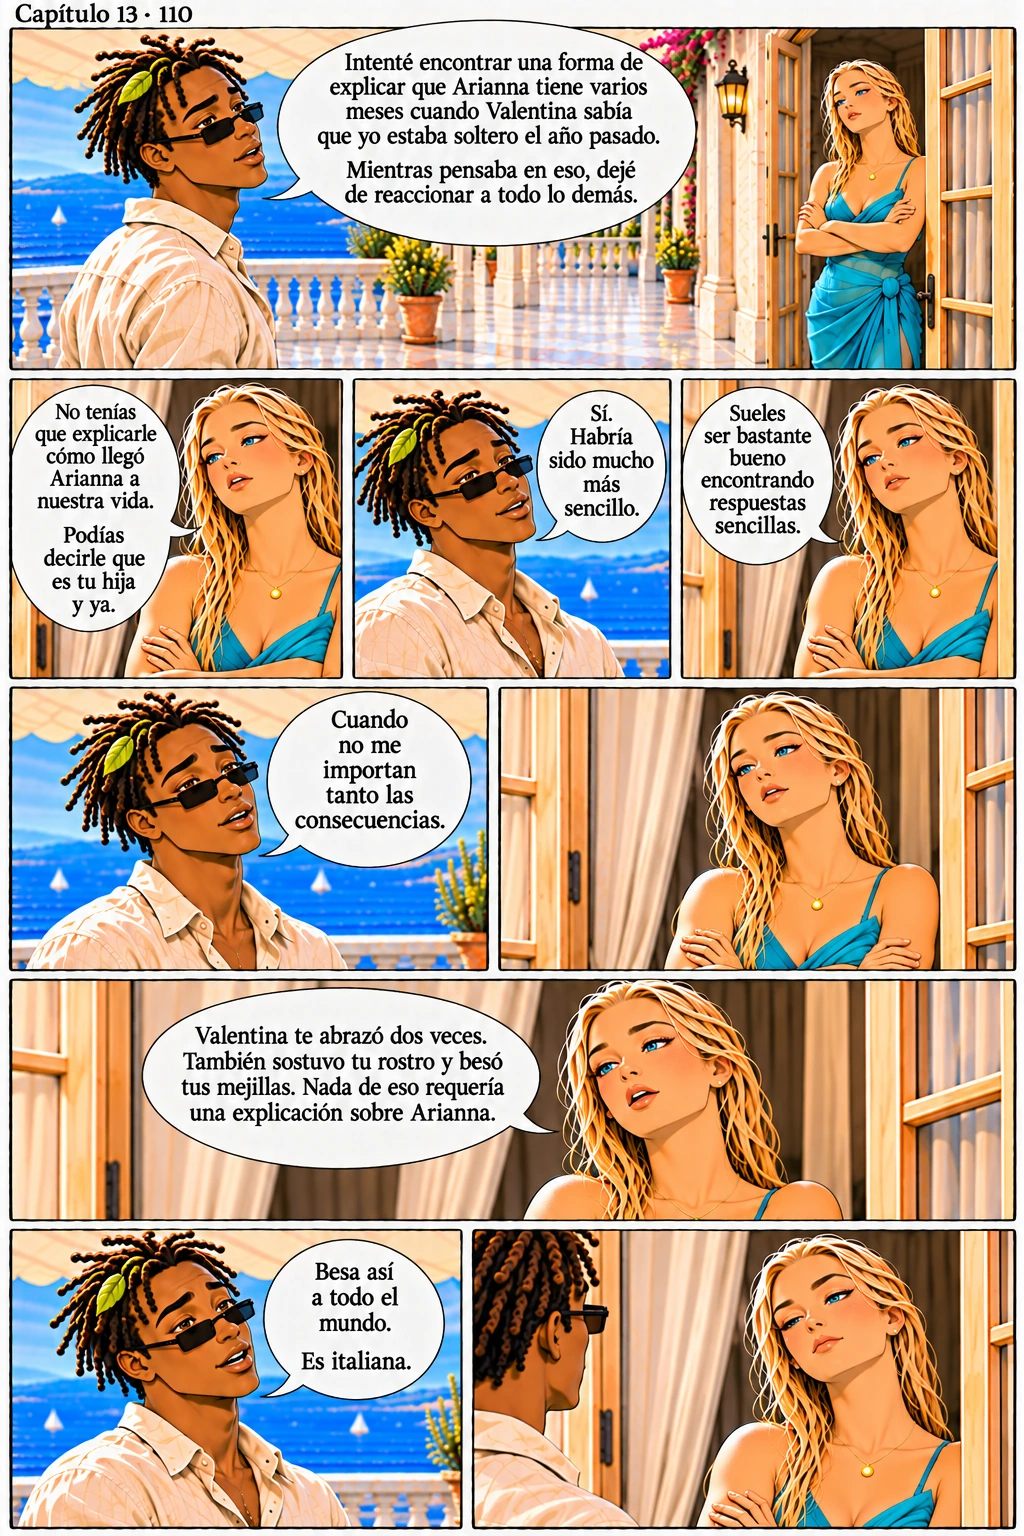 Capítulo 13 · 110
Intenté encontrar una forma de
explicar que Arianna tiene varios
meses cuando Valentina sabía
que yo estaba soltero el año pasado.
Mientras pensaba en eso, dejé
de reaccionar a todo lo demás.
No tenías
que explicarle
cómo llegó
Arianna a
nuestra vida.
Podías
decirle que
es tu hija
y ya.
Sí.
Habría
sido mucho
más
sencillo.
Sueles
ser bastante
bueno
encontrando
respuestas
sencillas.
Cuando
no me
importan
tanto las
consecuencias.
Valentina te abrazó dos veces.
También sostuvo tu rostro y besó
tus mejillas. Nada de eso requería
una explicación sobre Arianna.
Besa así
a todo el
mundo.
Es italiana.